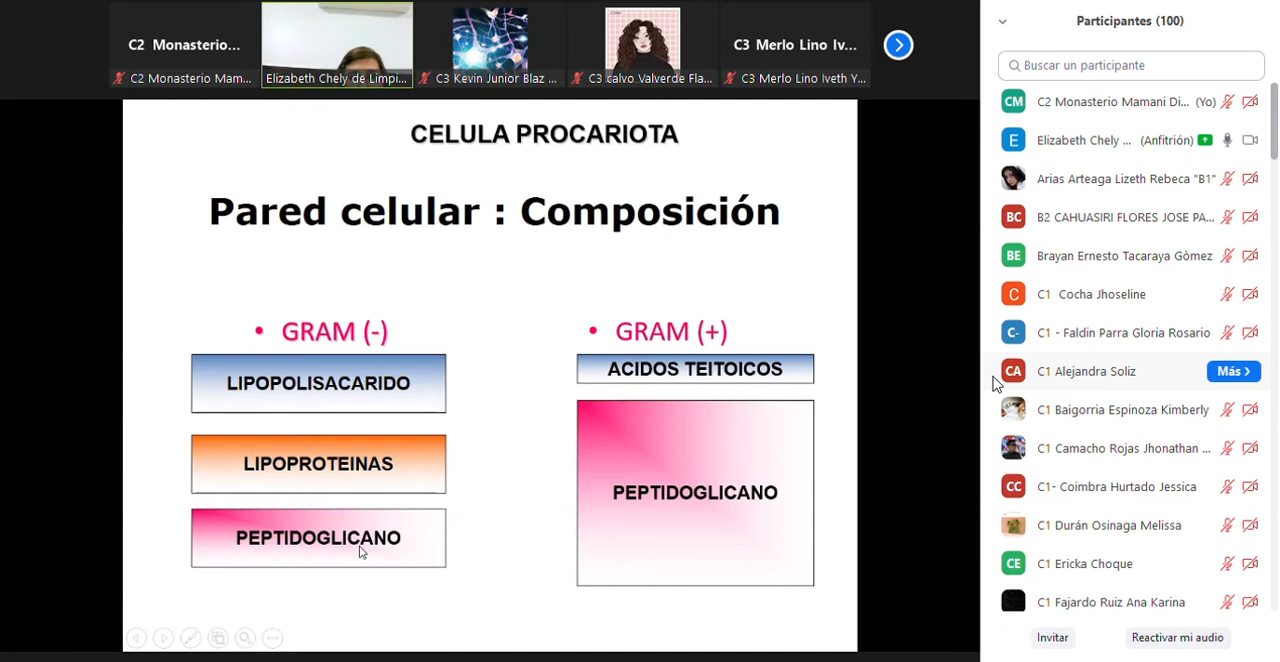 C2 Monasterio...
C3 Merlo Lino Iv...
C2 Monasterio Mam...
Elizabeth Chely de Limpi...
C3 Kevin Junior Blaz ...
C3 calvo Valverde Fla...
C3 Merlo Lino Iveth Y...
CELULA PROCARIOTA
Pared celular : Composición
• GRAM (-)
LIPOPOLISACARIDO
LIPOPROTEINAS
PEPTIDOGLICANO
• GRAM (+)
ACIDOS TEITOICOS
PEPTIDOGLICANO
Participantes (100)
Buscar un participante
CM C2 Monasterio Mamani Di... (Yo)
E Elizabeth Chely ... (Anfitrión)
Arias Arteaga Lizeth Rebeca "B1"
BC B2 CAHUASIRI FLORES JOSE PA...
BE Brayan Ernesto Tacaraya Gòmez
C C1 Cocha Jhoseline
C- C1 - Faldin Parra Gloria Rosario
CA C1 Alejandra Soliz Más >
C1 Baigorria Espinoza Kimberly
C1 Camacho Rojas Jhonathan ...
CC C1- Coimbra Hurtado Jessica
C1 Durán Osinaga Melissa
CE C1 Ericka Choque
C1 Fajardo Ruiz Ana Karina
Invitar
Reactivar mi audio